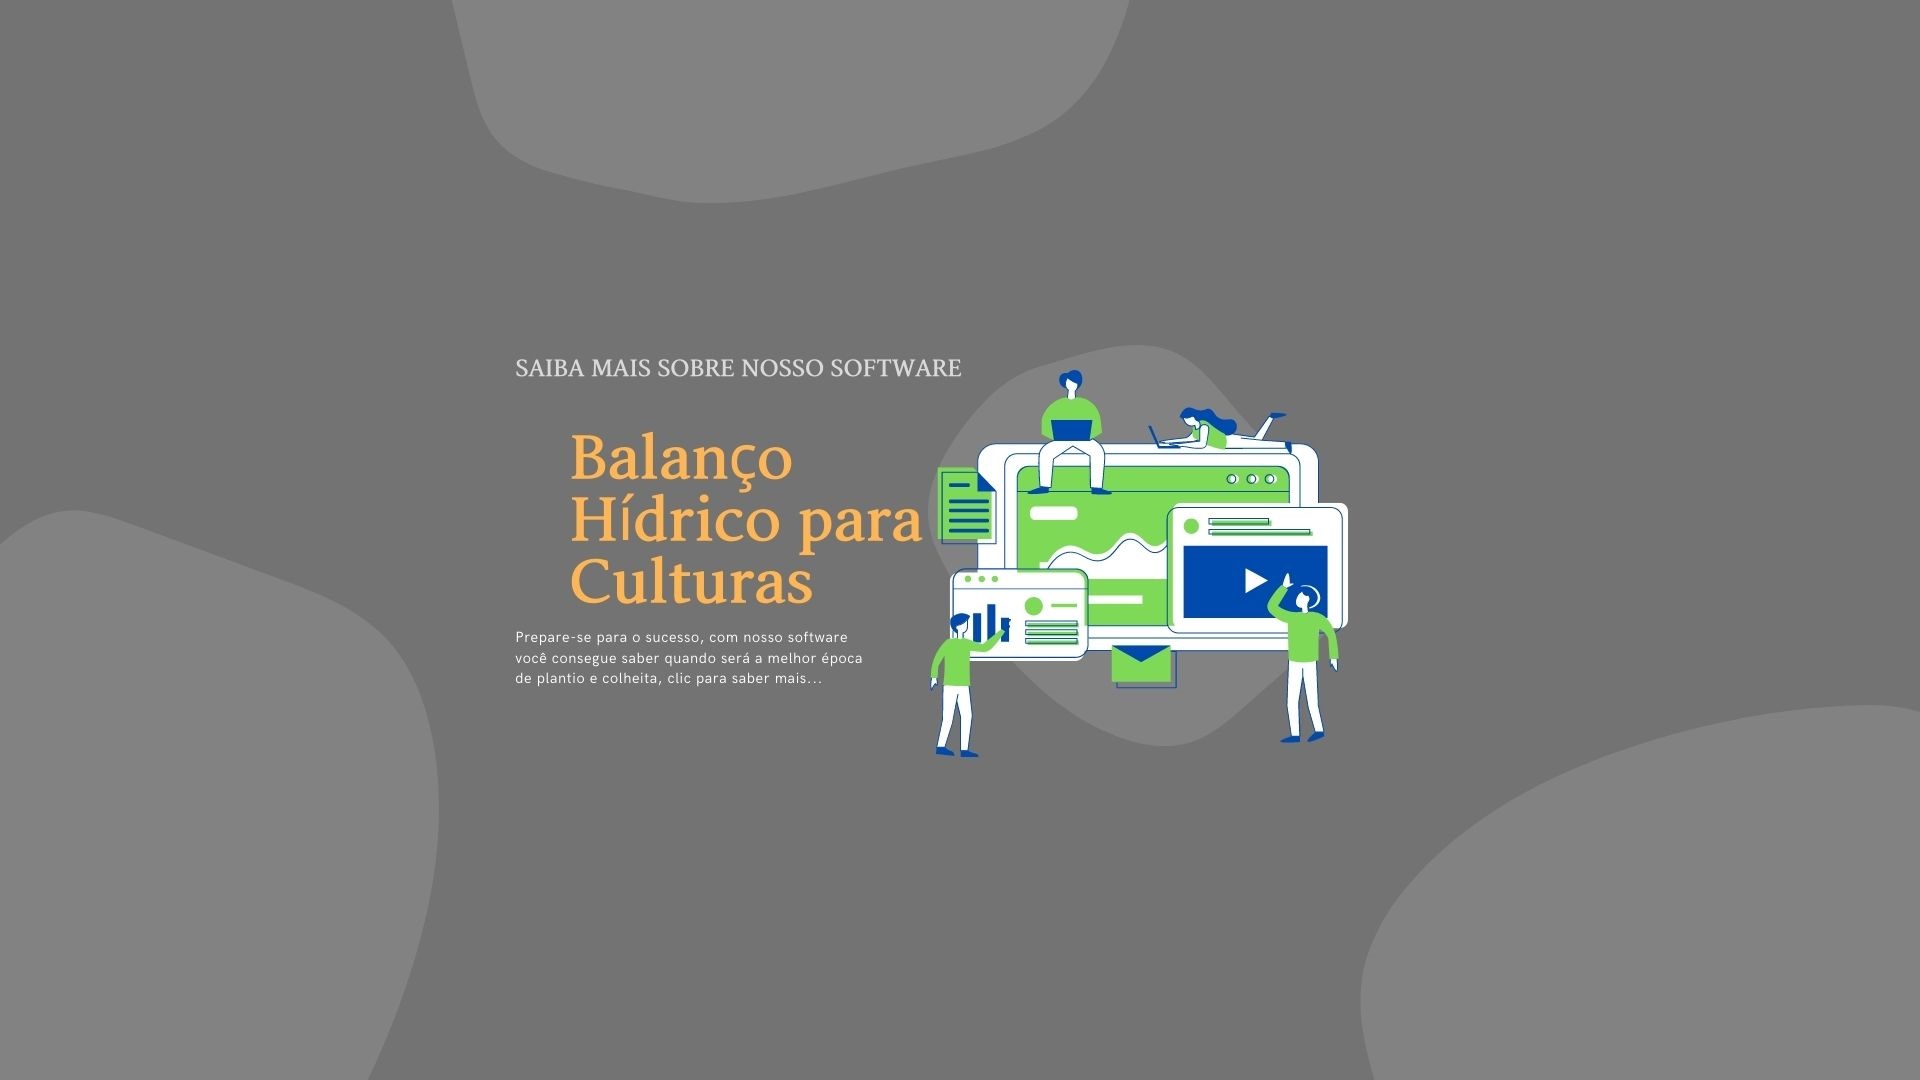 SAIBA MAIS SOBRE NOSSO SOFTWARE
Balanço
Hídrico para
Culturas
Prepare-se para o sucesso, com nosso software
você consegue saber quando será a melhor época
de plantio e colheita, clic para saber mais...